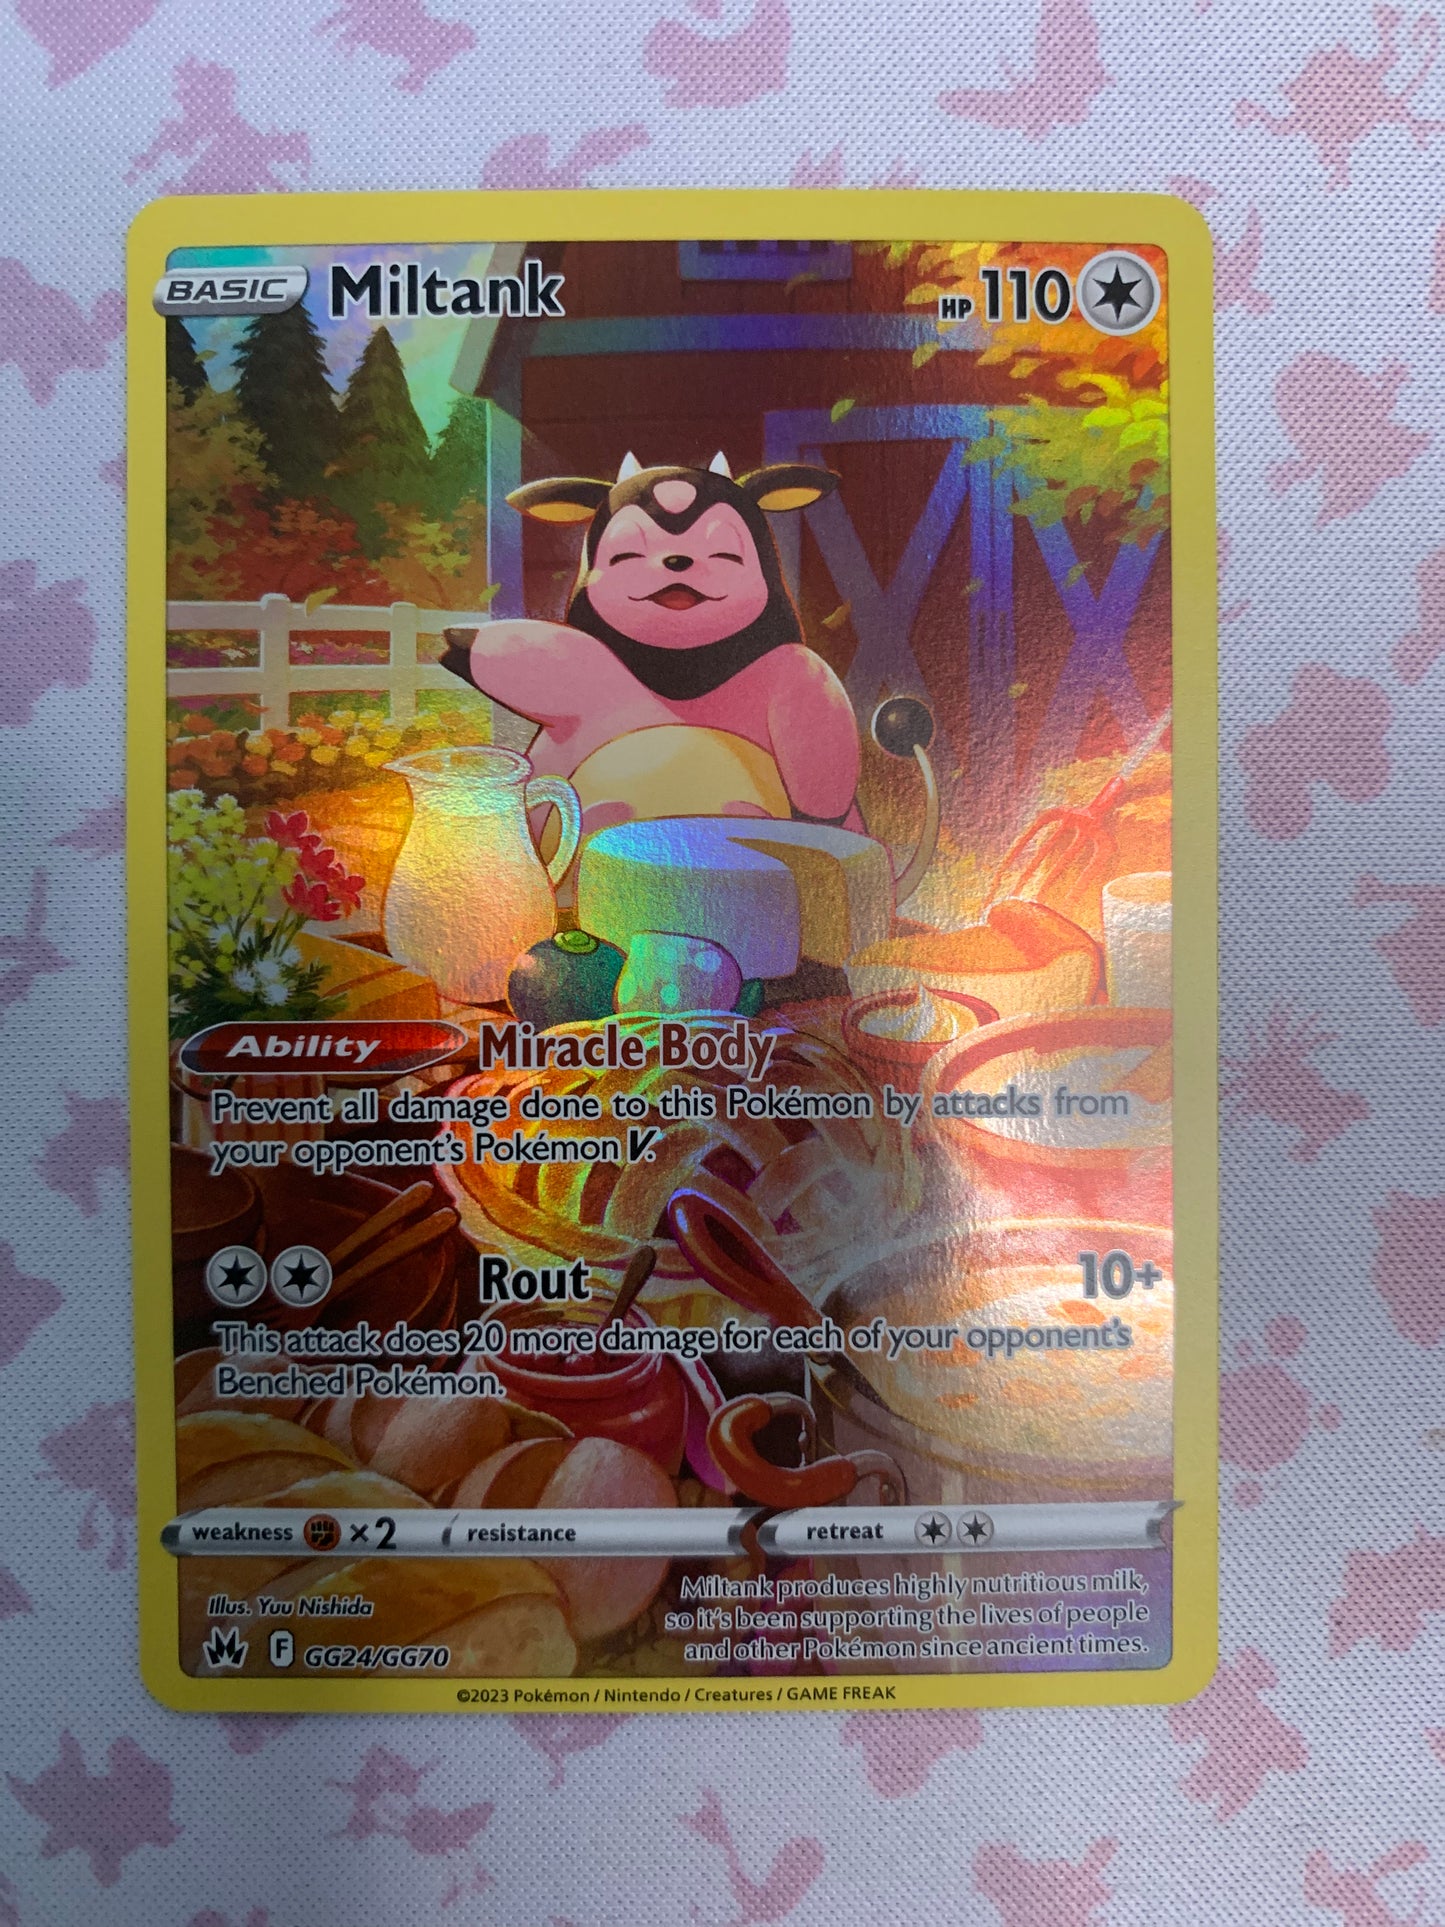 BASIC Miltank HP 110
Ability Miracle Body
Prevent all damage done to this Pokémon by attacks from
your opponent's Pokémon V.
Rout 10+
This attack does 20 more damage for each of your opponent's
Benched Pokémon.
weakness ×2 resistance retreat
Illus. Yuu Nishida
Miltank produces highly nutritious milk,
so it's been supporting the lives of people
and other Pokémon since ancient times.
F GG24/GG70
©2023 Pokémon / Nintendo / Creatures / GAME FREAK